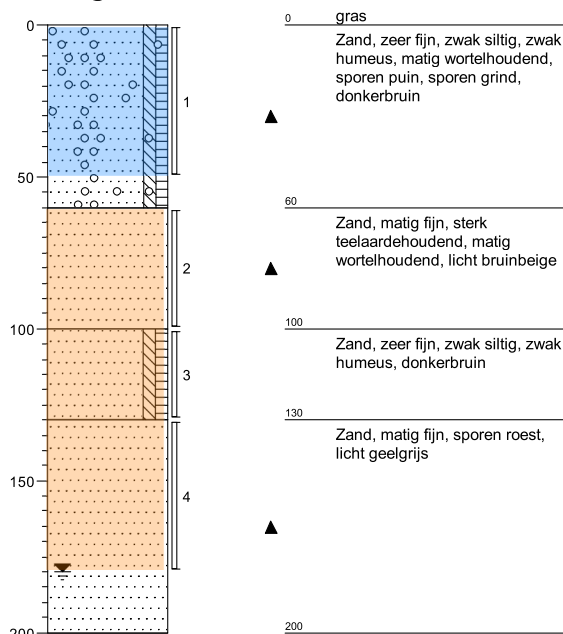 0
50
100
150
200
1
2
3
4
0
gras
Zand, zeer fijn, zwak siltig, zwak
humeus, matig wortelhoudend,
sporen puin, sporen grind,
donkerbruin
60
Zand, matig fijn, sterk
teelaardehoudend, matig
wortelhoudend, licht bruinbeige
100
Zand, zeer fijn, zwak siltig, zwak
humeus, donkerbruin
130
Zand, matig fijn, sporen roest,
licht geelgrijs
200